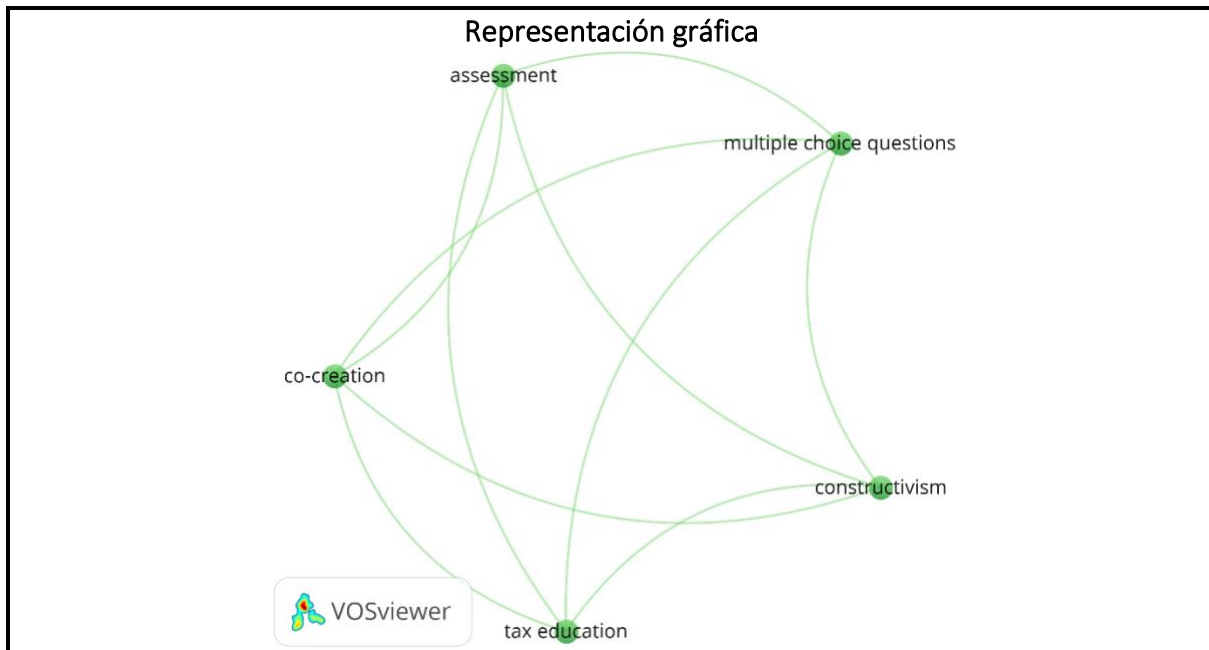 Representación gráfica
assessment
multiple choice questions
co-creation
constructivism
VOSviewer
tax education